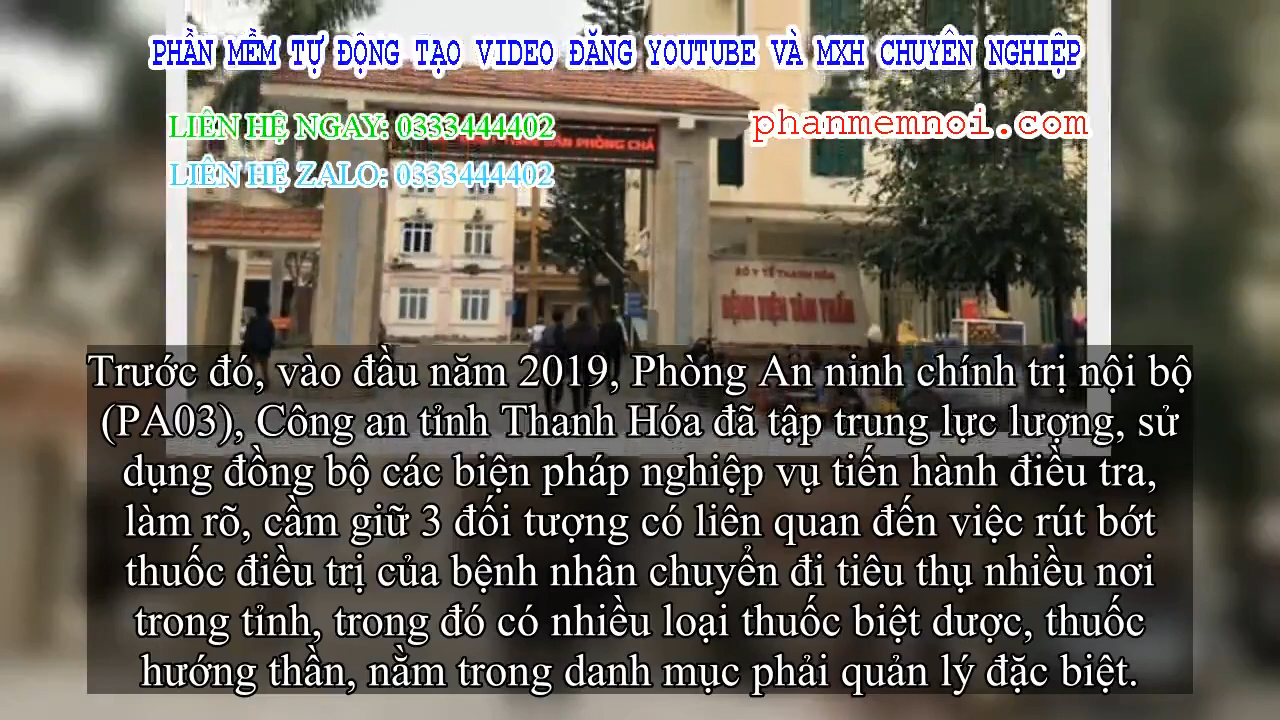 PHẦN MỀM TỰ ĐỘNG TẠO VIDEO ĐĂNG YOUTUBE VÀ MXH CHUYÊN NGHIỆP
LIÊN HỆ NGAY: 0333444402
phanmemnoi.com
PHÒNG CHÁ
LIÊN HỆ ZALO: 0333444402
SỞ Y TẾ THANH HÓA
BỆNH VIỆN TÂM THẦN
Trước đó, vào đầu năm 2019, Phòng An ninh chính trị nội bộ
(PA03), Công an tỉnh Thanh Hóa đã tập trung lực lượng, sử
dụng đồng bộ các biện pháp nghiệp vụ tiến hành điều tra,
làm rõ, cầm giữ 3 đối tượng có liên quan đến việc rút bớt
thuốc điều trị của bệnh nhân chuyển đi tiêu thụ nhiều nơi
trong tỉnh, trong đó có nhiều loại thuốc biệt dược, thuốc
hướng thần, nằm trong danh mục phải quản lý đặc biệt.